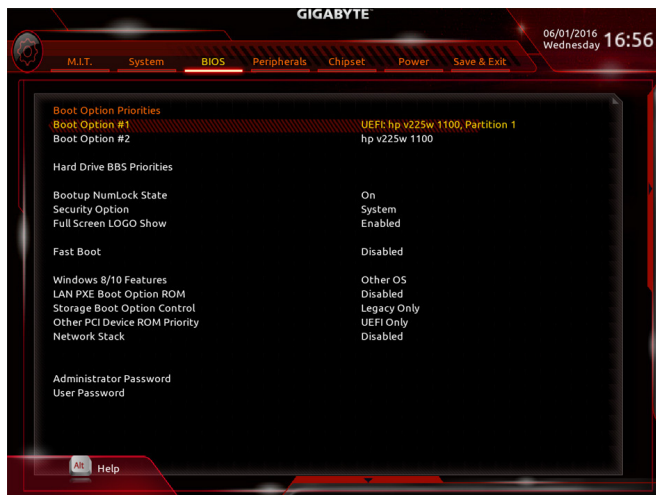 GIGABYTE™
06/01/2016
Wednesday 16:56
M.I.T. System BIOS Peripherals Chipset Power Save & Exit
Boot Option Priorities
Boot Option #1 UEFI: hp v225w 1100, Partition 1
Boot Option #2 hp v225w 1100
Hard Drive BBS Priorities
Bootup NumLock State On
Security Option System
Full Screen LOGO Show Enabled
Fast Boot Disabled
Windows 8/10 Features Other OS
LAN PXE Boot Option ROM Disabled
Storage Boot Option Control Legacy Only
Other PCI Device ROM Priority UEFI Only
Network Stack Disabled
Administrator Password
User Password
Alt Help